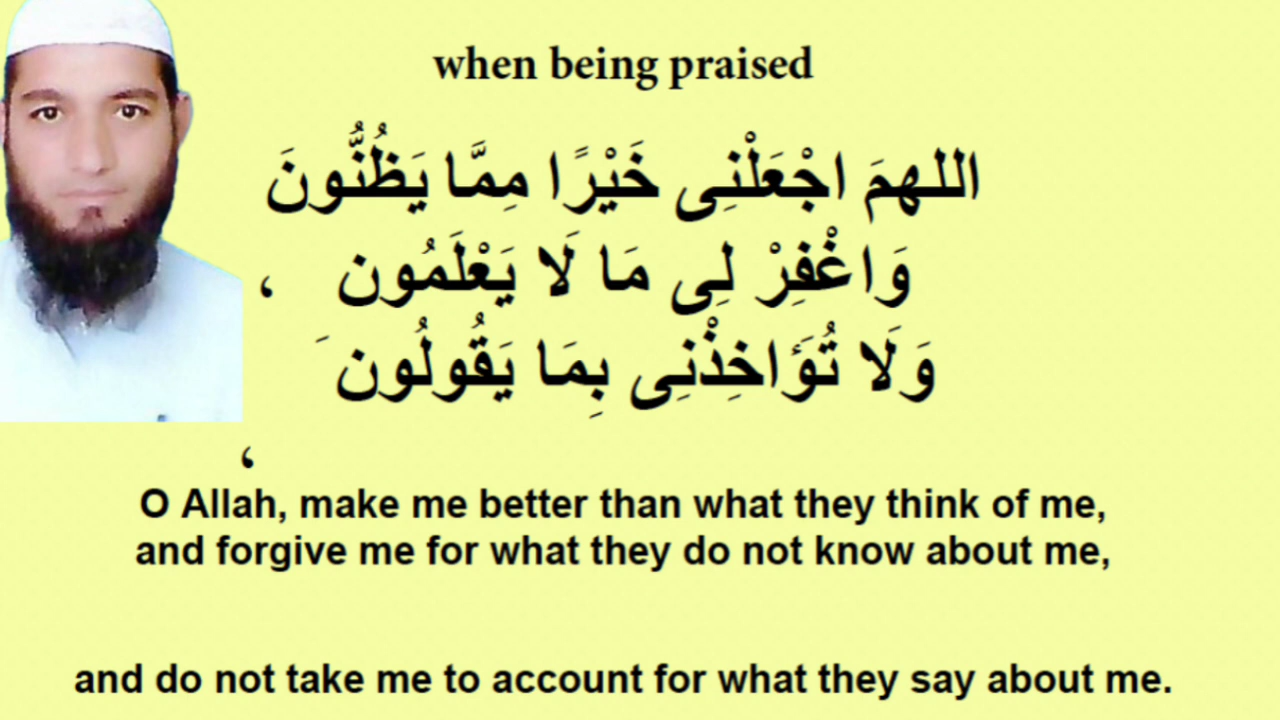 when being praised
اللهمَ اجْعَلْنِى خَيْرًا مِمَّا يَظُنُّونَ
وَاغْفِرْ لِى مَا لَا يَعْلَمُون ،
وَلَا تُؤَاخِذْنِى بِمَا يَقُولُون َ
،
O Allah, make me better than what they think of me,
and forgive me for what they do not know about me,
and do not take me to account for what they say about me.